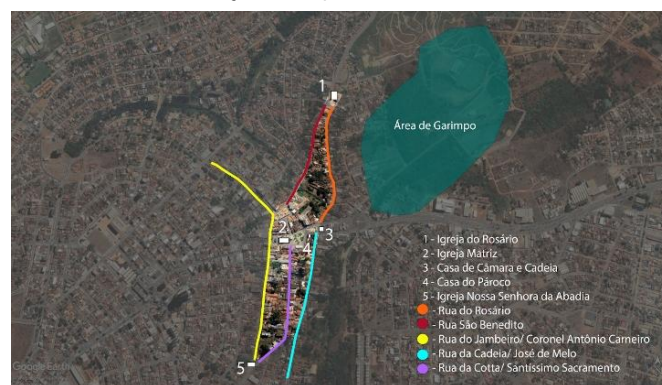 1
Área de Garimpo
2
3
4
5
1 - Igreja do Rosário
2 - Igreja Matriz
3 - Casa de Câmara e Cadeia
4 - Casa do Pároco
5 - Igreja Nossa Senhora da Abadia
- Rua do Rosário
- Rua São Benedito
- Rua do Jambeiro/ Coronel Antônio Carneiro
- Rua da Cadeia/ José de Melo
- Rua da Cotta/ Sántíssimo Sacramento
Google Earth